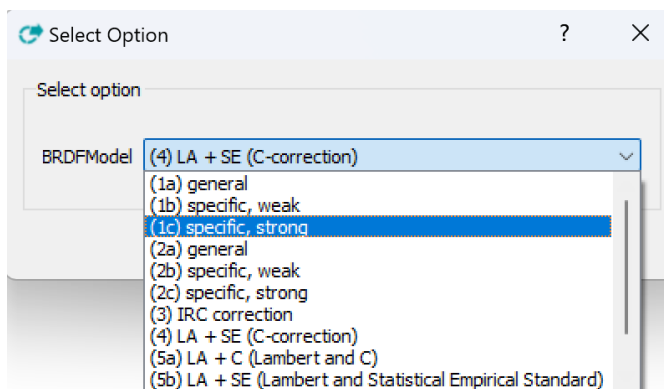 Select Option ?
Select option
BRDFModel (4) LA + SE (C-correction)
(1a) general
(1b) specific, weak
(1c) specific, strong
(2a) general
(2b) specific, weak
(2c) specific, strong
(3) IRC correction
(4) LA + SE (C-correction)
(5a) LA + C (Lambert and C)
(5b) LA + SE (Lambert and Statistical Empirical Standard)